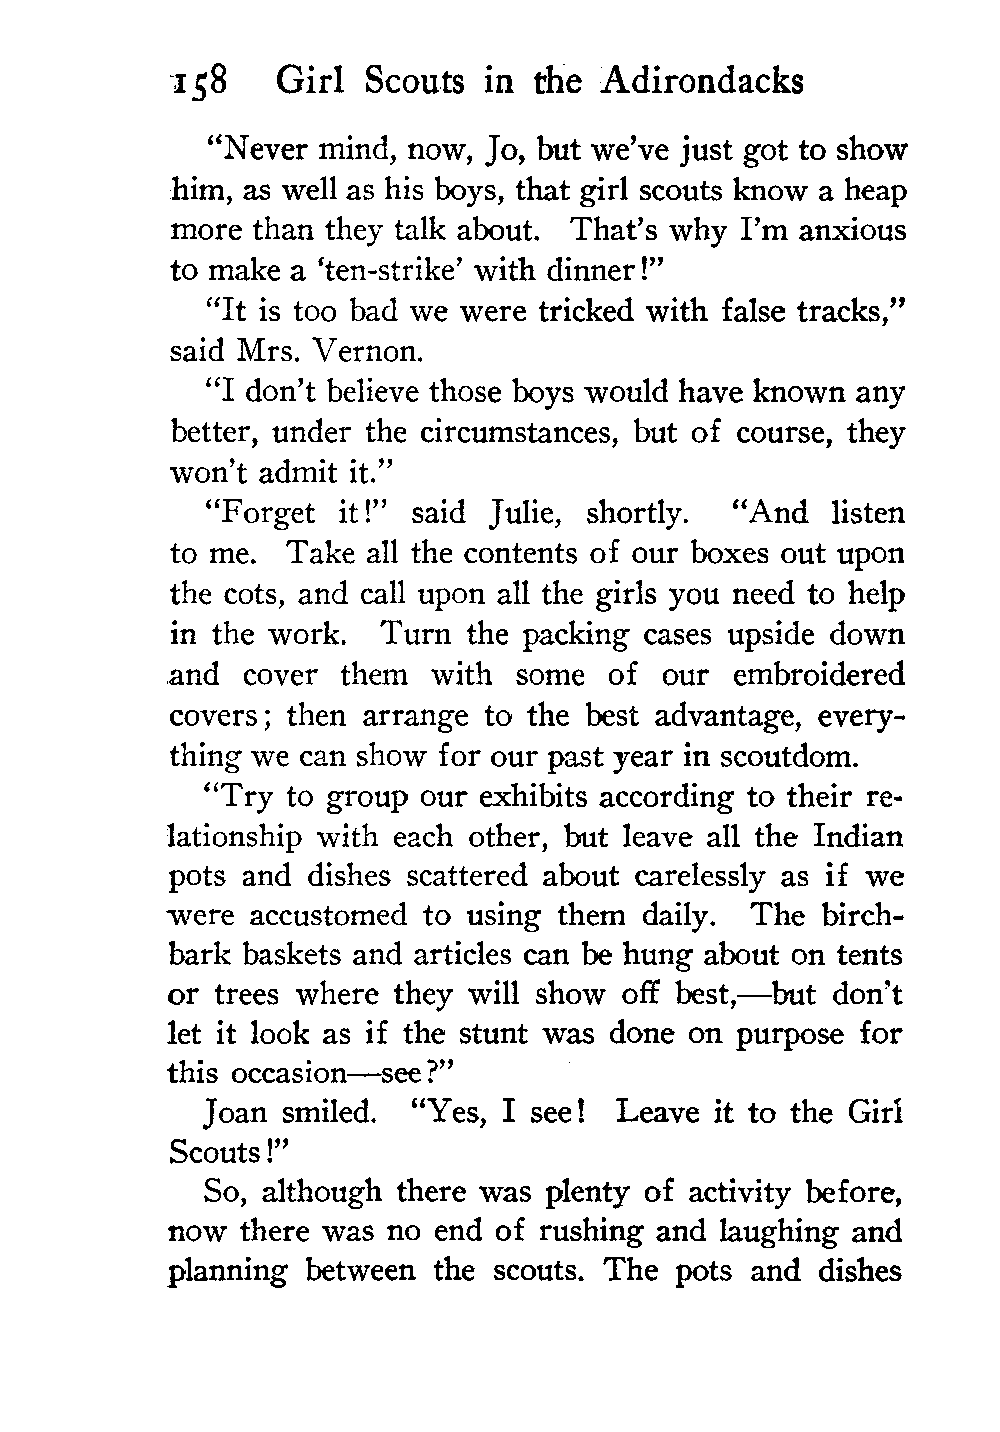 158 Girl Scouts in the Adirondacks
"Never mind, now, Jo, but we've just got to show
him, as well as his boys, that girl scouts know a heap
more than they talk about. That's why I'm anxious
to make a 'ten-strike' with dinner!"
"It is too bad we were tricked with false tracks,"
said Mrs. Vernon.
"I don't believe those boys would have known any
better, under the circumstances, but of course, they
won't admit it."
"Forget it!" said Julie, shortly. "And listen
to me. Take all the contents of our boxes out upon
the cots, and call upon all the girls you need to help
in the work. Turn the packing cases upside down
and cover them with some of our embroidered
covers; then arrange to the best advantage, every-
thing we can show for our past year in scoutdom.
"Try to group our exhibits according to their re-
lationship with each other, but leave all the Indian
pots and dishes scattered about carelessly as if we
were accustomed to using them daily. The birch-
bark baskets and articles can be hung about on tents
or trees where they will show off best,—but don't
let it look as if the stunt was done on purpose for
this occasion—see?"
Joan smiled. "Yes, I see! Leave it to the Girl
Scouts!"
So, although there was plenty of activity before,
now there was no end of rushing and laughing and
planning between the scouts. The pots and dishes